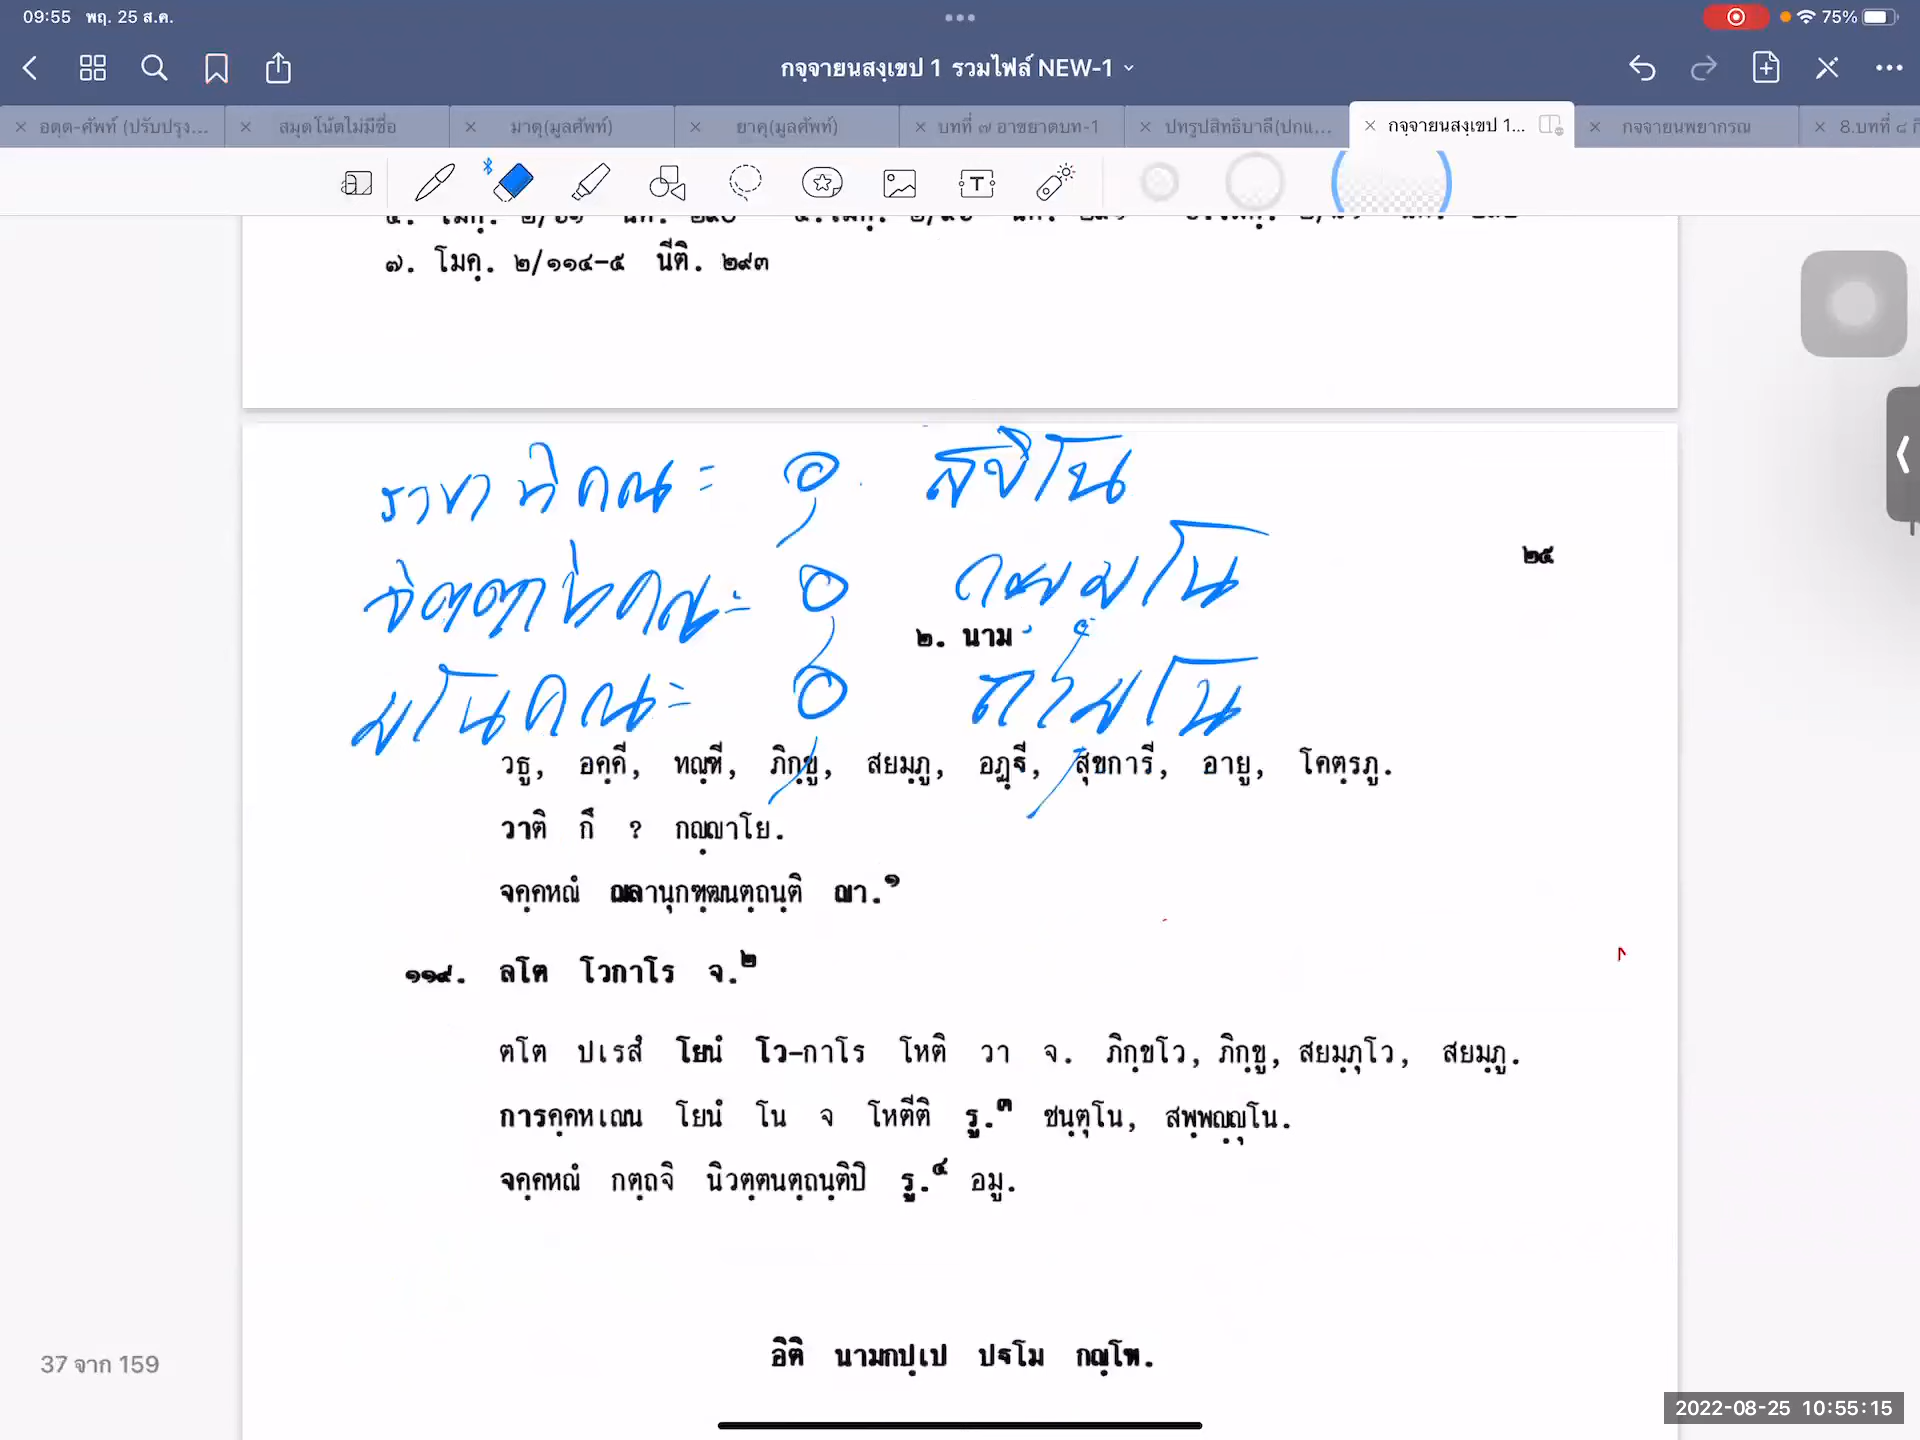 09:55 พฤ. 25 ส.ค.
75%
กจฺจายนสงฺเขป 1 รวมไฟล์ NEW-1
อตฺต-ศัพท์ (ปรับปรุง...
สมุดโน้ตไม่มีชื่อ
มาตุ(มูลศัพท์)
ยาคุ(มูลศัพท์)
บทที่ ๗ อาขยาตบท-1
ปทรูปสิทธิบาลี(ปกแ...
กจฺจายนสงฺเขป 1...
กจจายนพยากรณ
8.บทที่ ๘ กิ
๗. โมคฺ. ๒/๑๑๔-๕ นีติ. ๒๙๓
๒๕
มโนคณะ =
๒. นาม
วธู, อคฺคี, ทณฺฑี, ภิกฺขู, สยมฺภู, อฏฺฐี, สุขการี, อายู, โคตฺรภู.
วาติ กึ ? กญฺญาโย.
จคฺคหณํ ฌลานุกฑฺฒนตฺถนฺติ ฌา.๑
๑๑๙. ลโต โวกาโร จ.๒
ตโต ปเรสํ โยนํ โว-กาโร โหติ วา จ. ภิกฺขโว, ภิกฺขู, สยมฺภุโว, สยมฺภู.
การคฺคหเณน โยนํ โน จ โหตีติ รู.๓ ชนฺตุโน, สพฺพญฺญุโน.
จคฺคหณํ กตฺถจิ นิวตฺตนตฺถนฺติปิ รู.๔ อมู.
อิติ นามกปฺเป ปฐโม กณฺโฑ.
37 จาก 159
2022-08-25 10:55:15